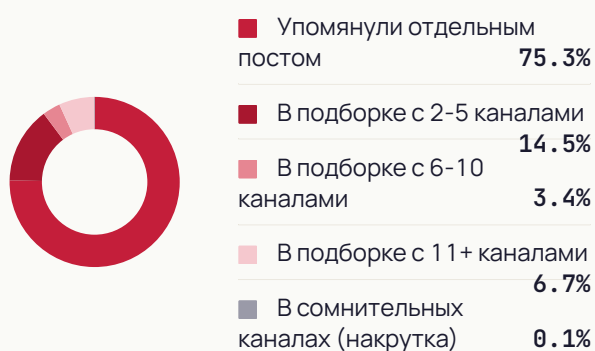 Упомянули отдельным
постом 75.3%
В подборке с 2-5 каналами
14.5%
В подборке с 6-10
каналами 3.4%
В подборке с 11+ каналами
6.7%
В сомнительных
каналах (накрутка) 0.1%